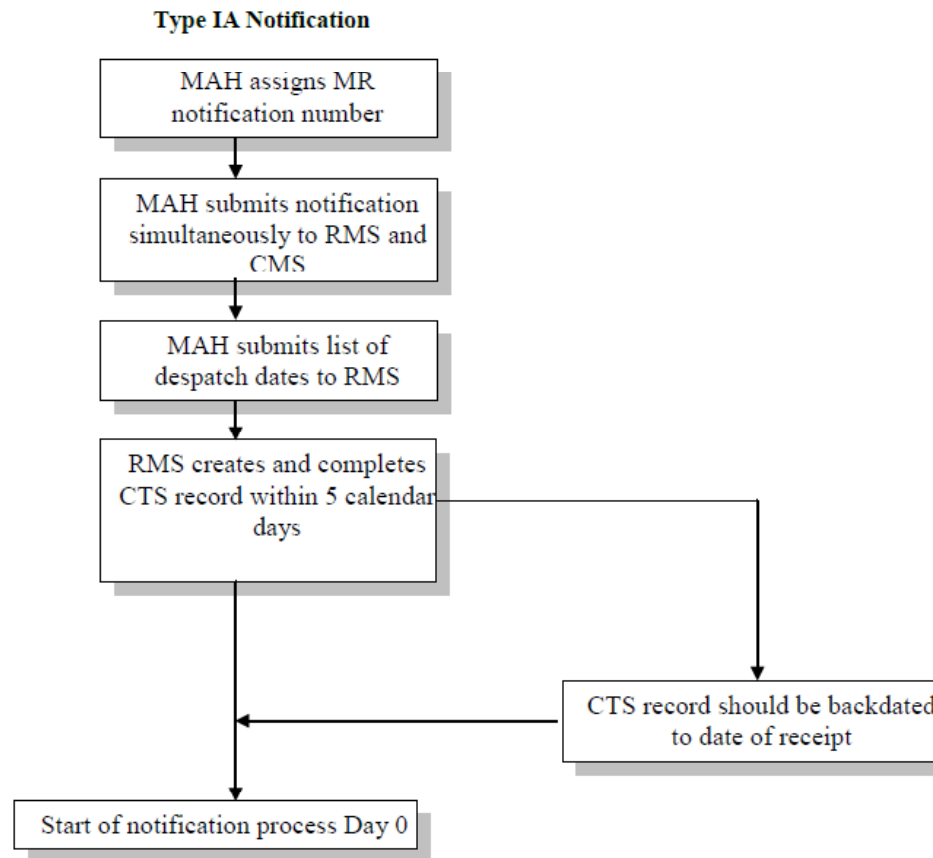 Type IA Notification
MAH assigns MR
notification number
MAH submits notification
simultaneously to RMS and
CMS
MAH submits list of
despatch dates to RMS
RMS creates and completes
CTS record within 5 calendar
days
CTS record should be backdated
to date of receipt
Start of notification process Day 0